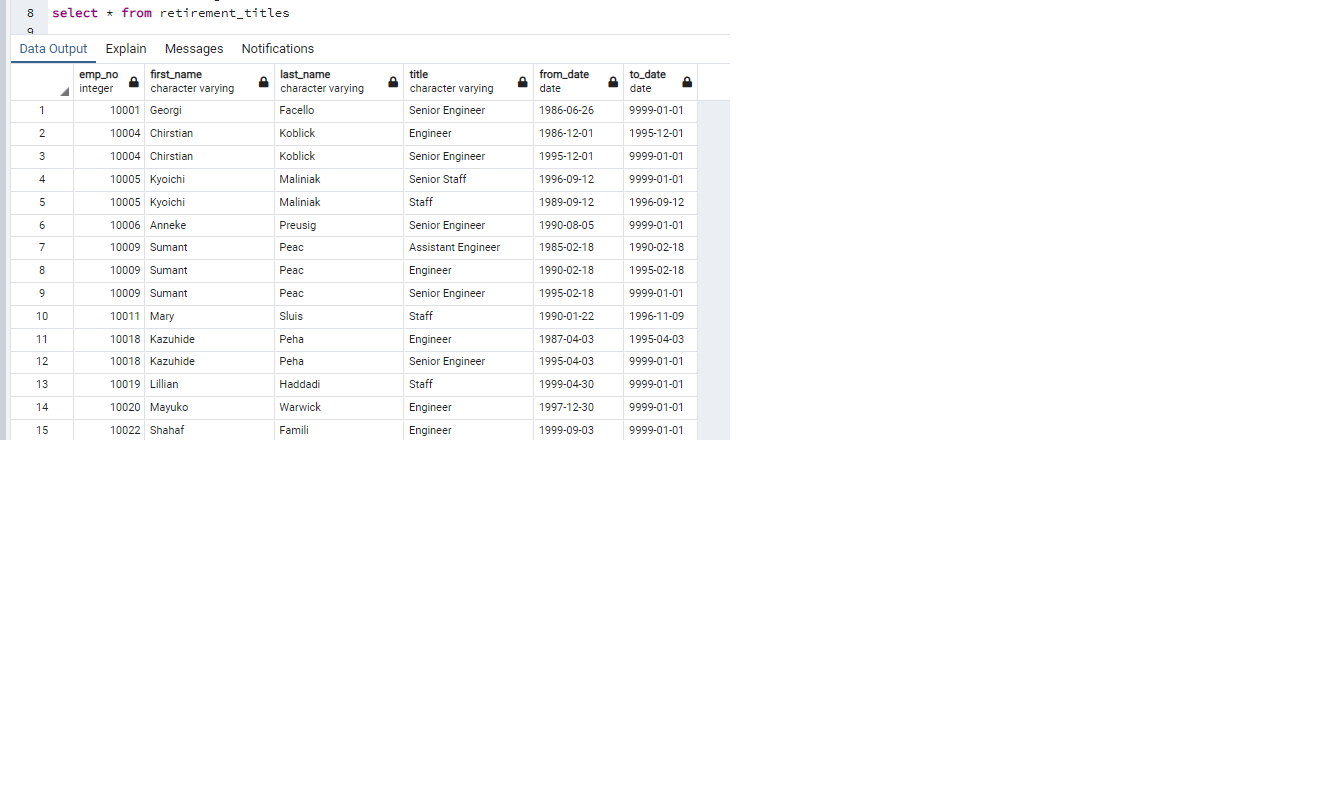 8 select * from retirement_titles
9
Data Output Explain Messages Notifications
emp_no first_name last_name title from_date to_date
integer character varying character varying character varying date date
1 10001 Georgi Facello Senior Engineer 1986-06-26 9999-01-01
2 10004 Chirstian Koblick Engineer 1986-12-01 1995-12-01
3 10004 Chirstian Koblick Senior Engineer 1995-12-01 9999-01-01
4 10005 Kyoichi Maliniak Senior Staff 1996-09-12 9999-01-01
5 10005 Kyoichi Maliniak Staff 1989-09-12 1996-09-12
6 10006 Anneke Preusig Senior Engineer 1990-08-05 9999-01-01
7 10009 Sumant Peac Assistant Engineer 1985-02-18 1990-02-18
8 10009 Sumant Peac Engineer 1990-02-18 1995-02-18
9 10009 Sumant Peac Senior Engineer 1995-02-18 9999-01-01
10 10011 Mary Sluis Staff 1990-01-22 1996-11-09
11 10018 Kazuhide Peha Engineer 1987-04-03 1995-04-03
12 10018 Kazuhide Peha Senior Engineer 1995-04-03 9999-01-01
13 10019 Lillian Haddadi Staff 1999-04-30 9999-01-01
14 10020 Mayuko Warwick Engineer 1997-12-30 9999-01-01
15 10022 Shahaf Famili Engineer 1999-09-03 9999-01-01